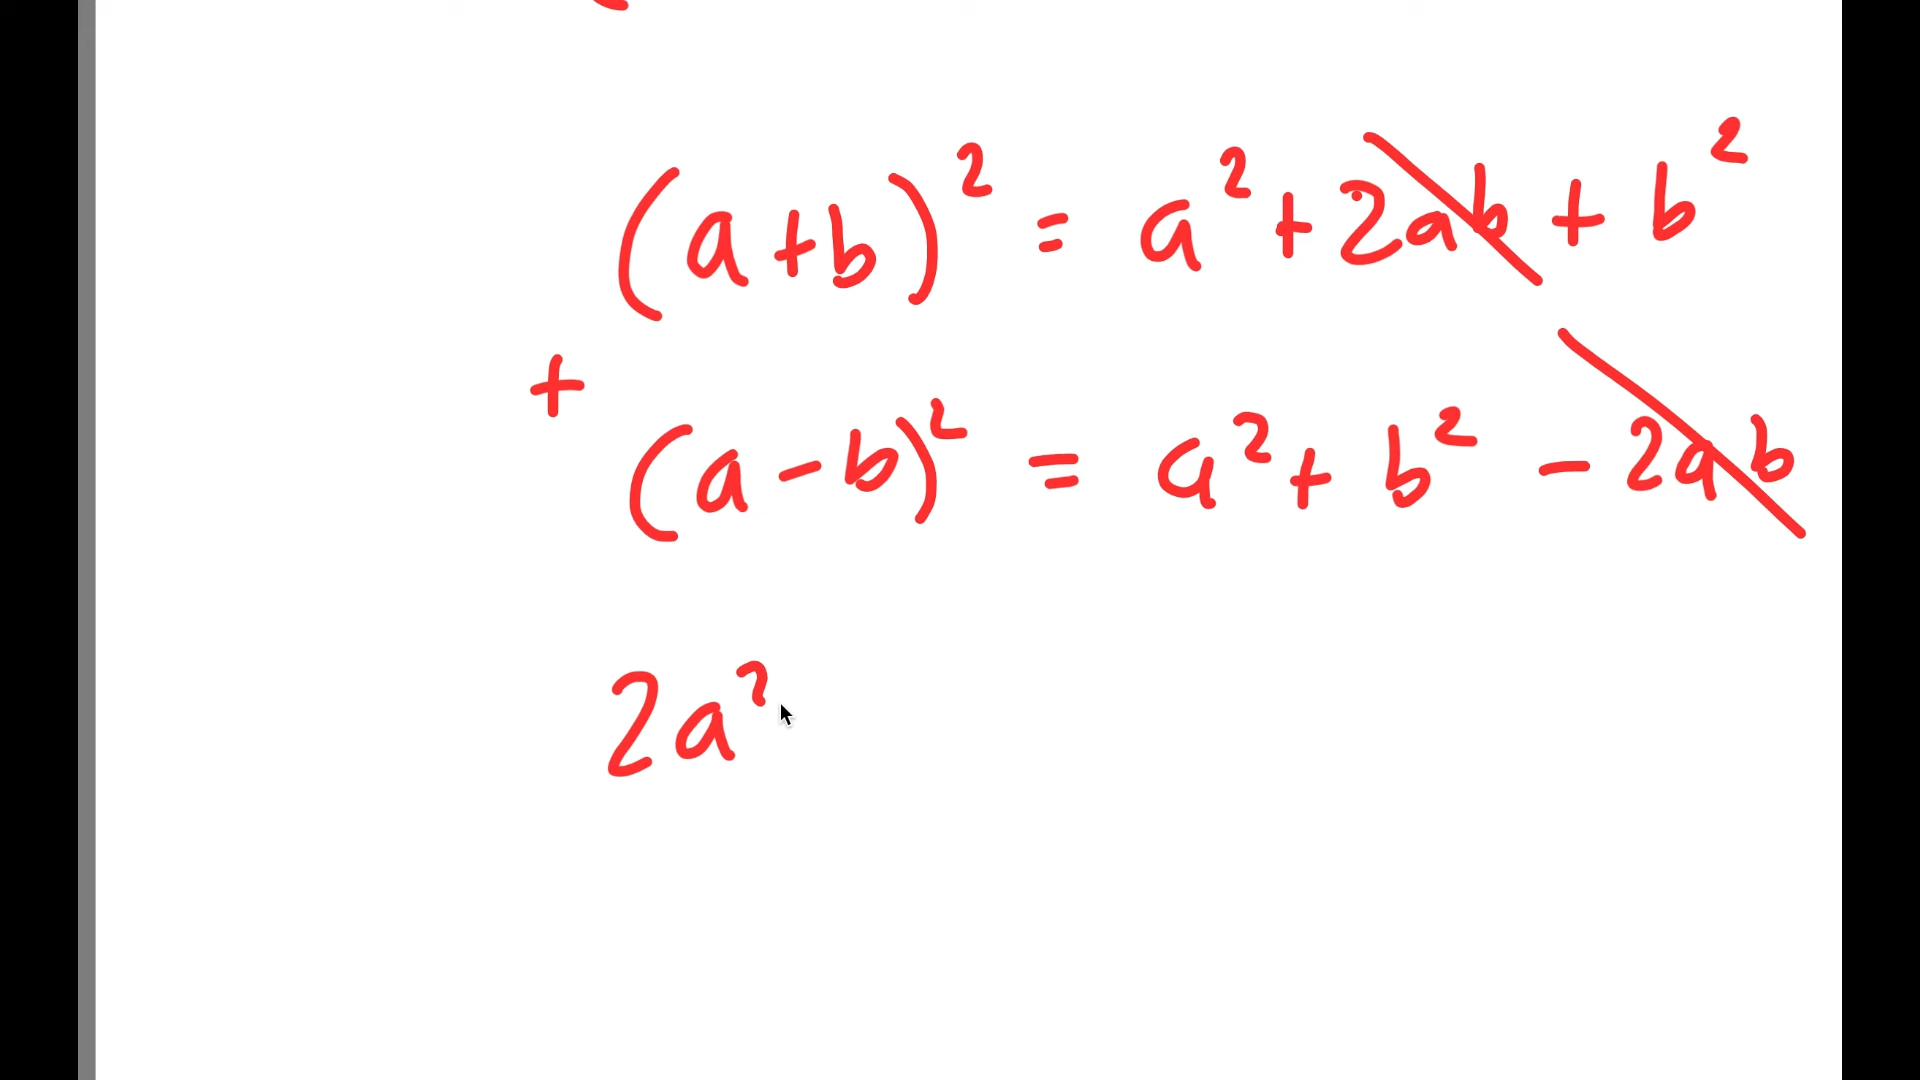 (a+b)² = a² + 2ab + b²
+
(a-b)² = a² + b² - 2ab
2a²